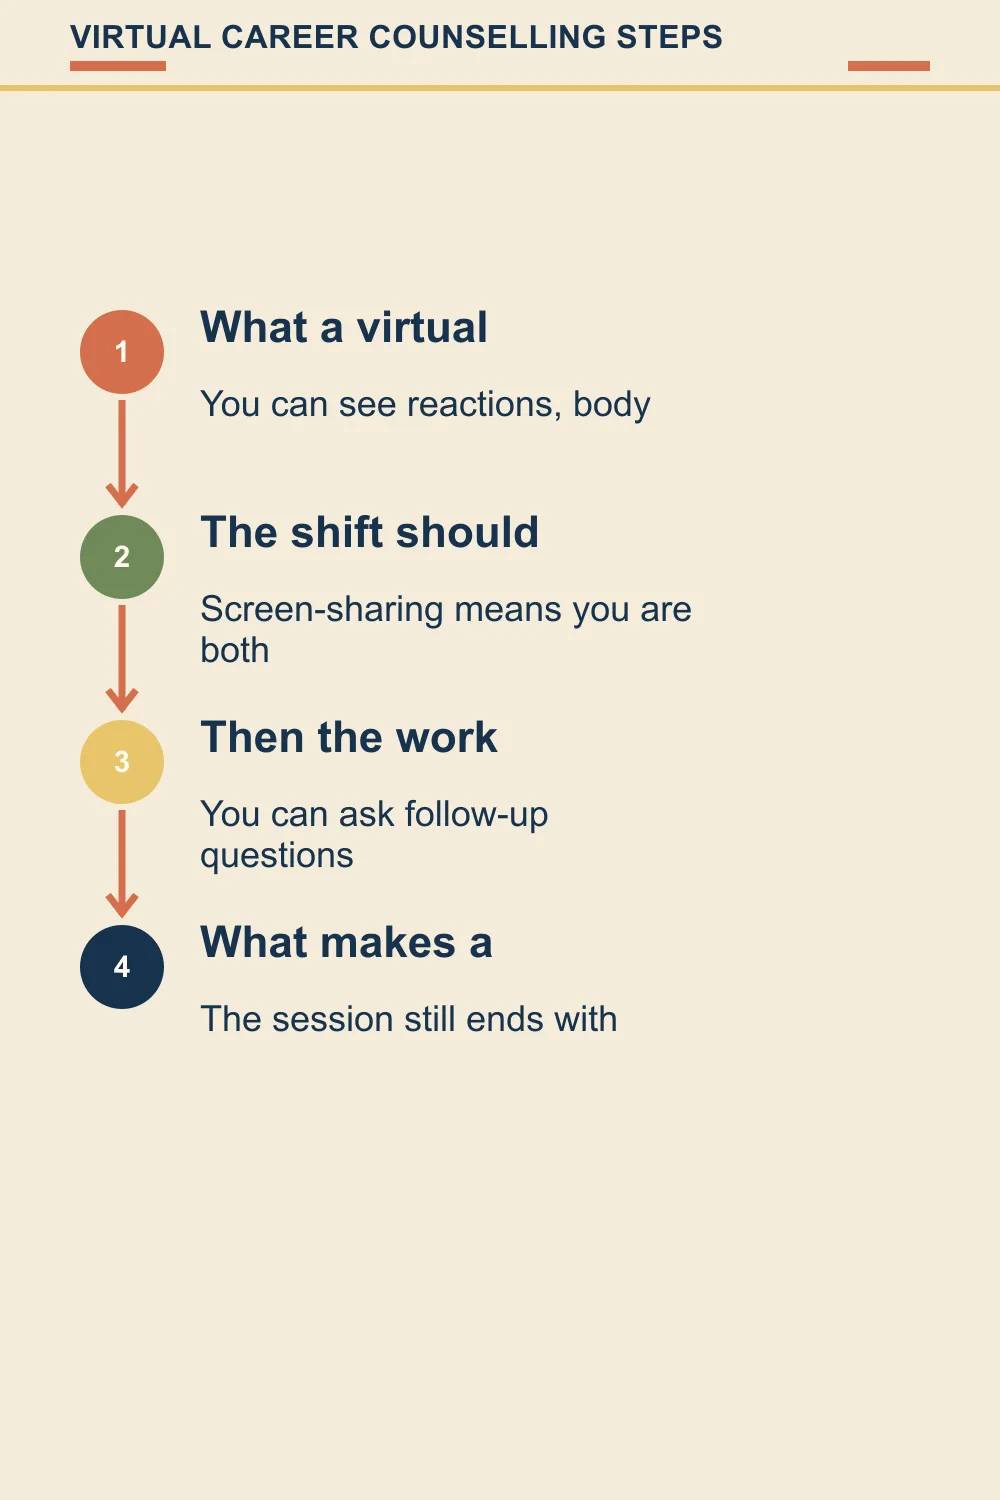 VIRTUAL CAREER COUNSELLING STEPS
1
What a virtual
You can see reactions, body
2
The shift should
Screen-sharing means you are
both
3
Then the work
You can ask follow-up
questions
4
What makes a
The session still ends with